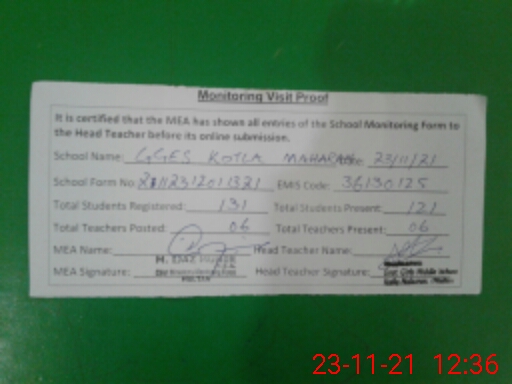 Monitoring Visit Proof
It is certified that the MEA has shown all entries of the School Monitoring Form to
the Head Teacher before its online submission.
School Name: GGES KOTLA MAHARAN Date: 23/11/21
School Form No: EMIS Code: 36130125
Total Students Registered: 131 Total Students Present: 121
Total Teachers Posted: 06 Total Teachers Present: 06
MEA Name: Head Teacher Name:
MEA Signature: Head Teacher Signature:
23-11-21 12:36